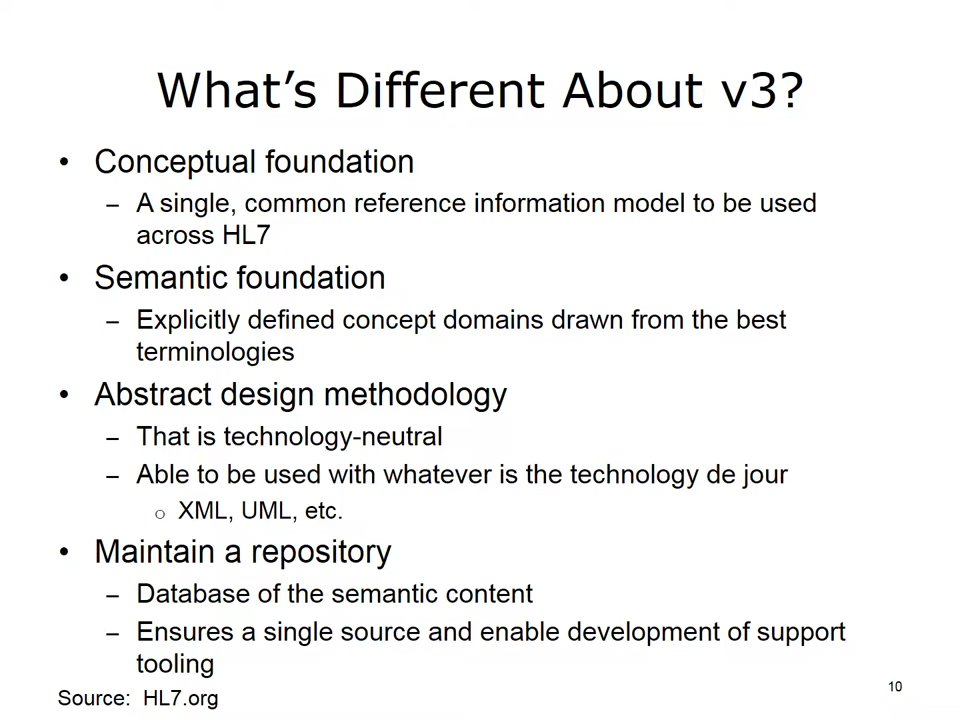 What's Different About v3?
• Conceptual foundation
– A single, common reference information model to be used
across HL7
• Semantic foundation
– Explicitly defined concept domains drawn from the best
terminologies
• Abstract design methodology
– That is technology-neutral
– Able to be used with whatever is the technology de jour
○ XML, UML, etc.
• Maintain a repository
– Database of the semantic content
– Ensures a single source and enable development of support
tooling
Source: HL7.org
10